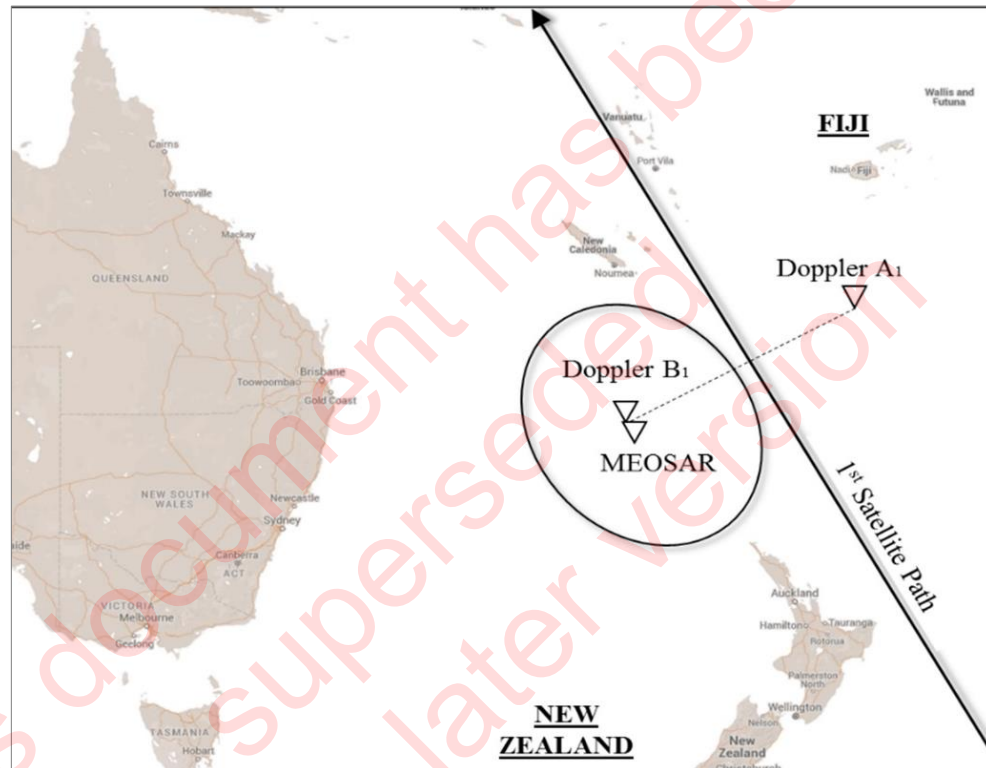 Wallis and
Futuna
Vanuatu
FIJI
Cairns
Port Vila
Nadi
Fiji
Townsville
Mackay
New
Caledonia
QUEENSLAND
Noumea
Doppler A1
Brisbane
Doppler B1
Toowoomba
Gold Coast
MEOSAR
1st Satellite Path
NEW SOUTH
WALES
Newcastle
Sydney
aide
Canberra
ACT
VICTORIA
Melbourne
Geelong
Auckland
Hamilton
Tauranga
Rotorua
Palmerston
North
Wellington
Nelson
NEW
ZEALAND
New
Zealand
Christchurch
TASMANIA
Hobart
s document has be
superseded
later version